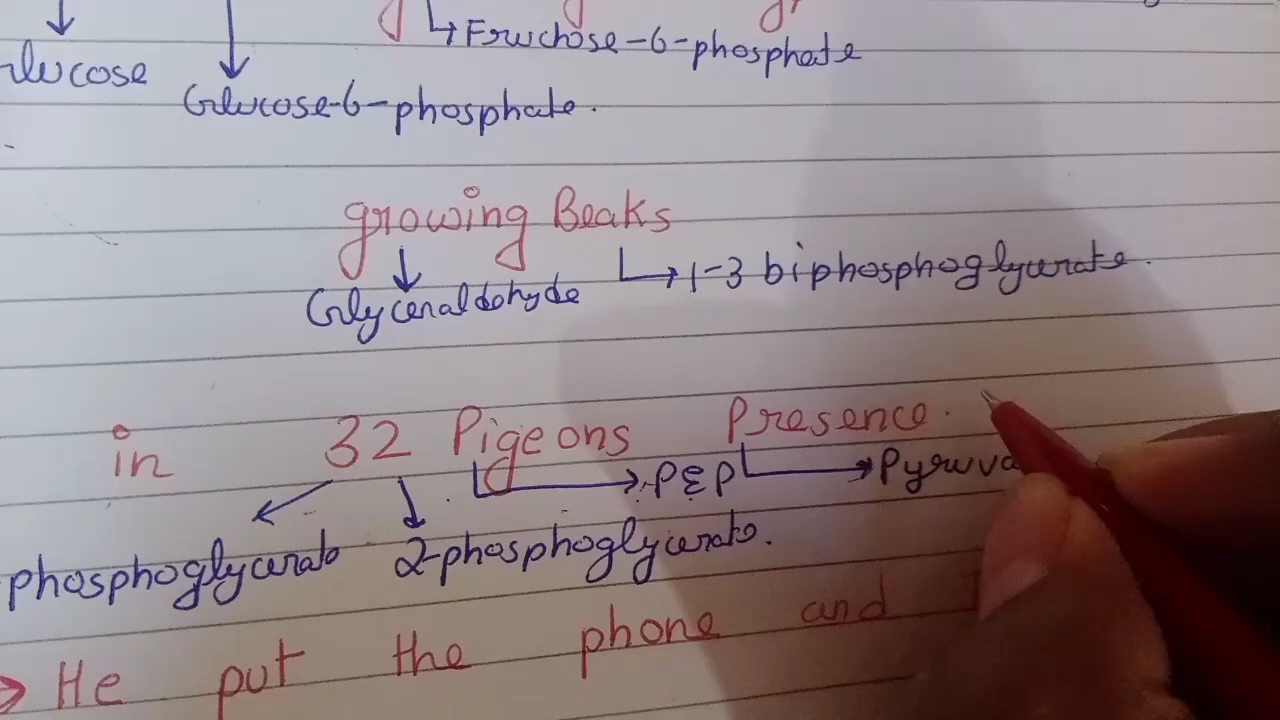 Fruchose-6-phosphate
lucose
Glucose-6-phosphate.
growing Beaks
Glyceraldehyde
1-3 biphosphoglycerate.
in 32 Pigeons Presence.
PEP
Pyruva
phosphoglycerate 2-phosphoglycerate.
He put the phone and